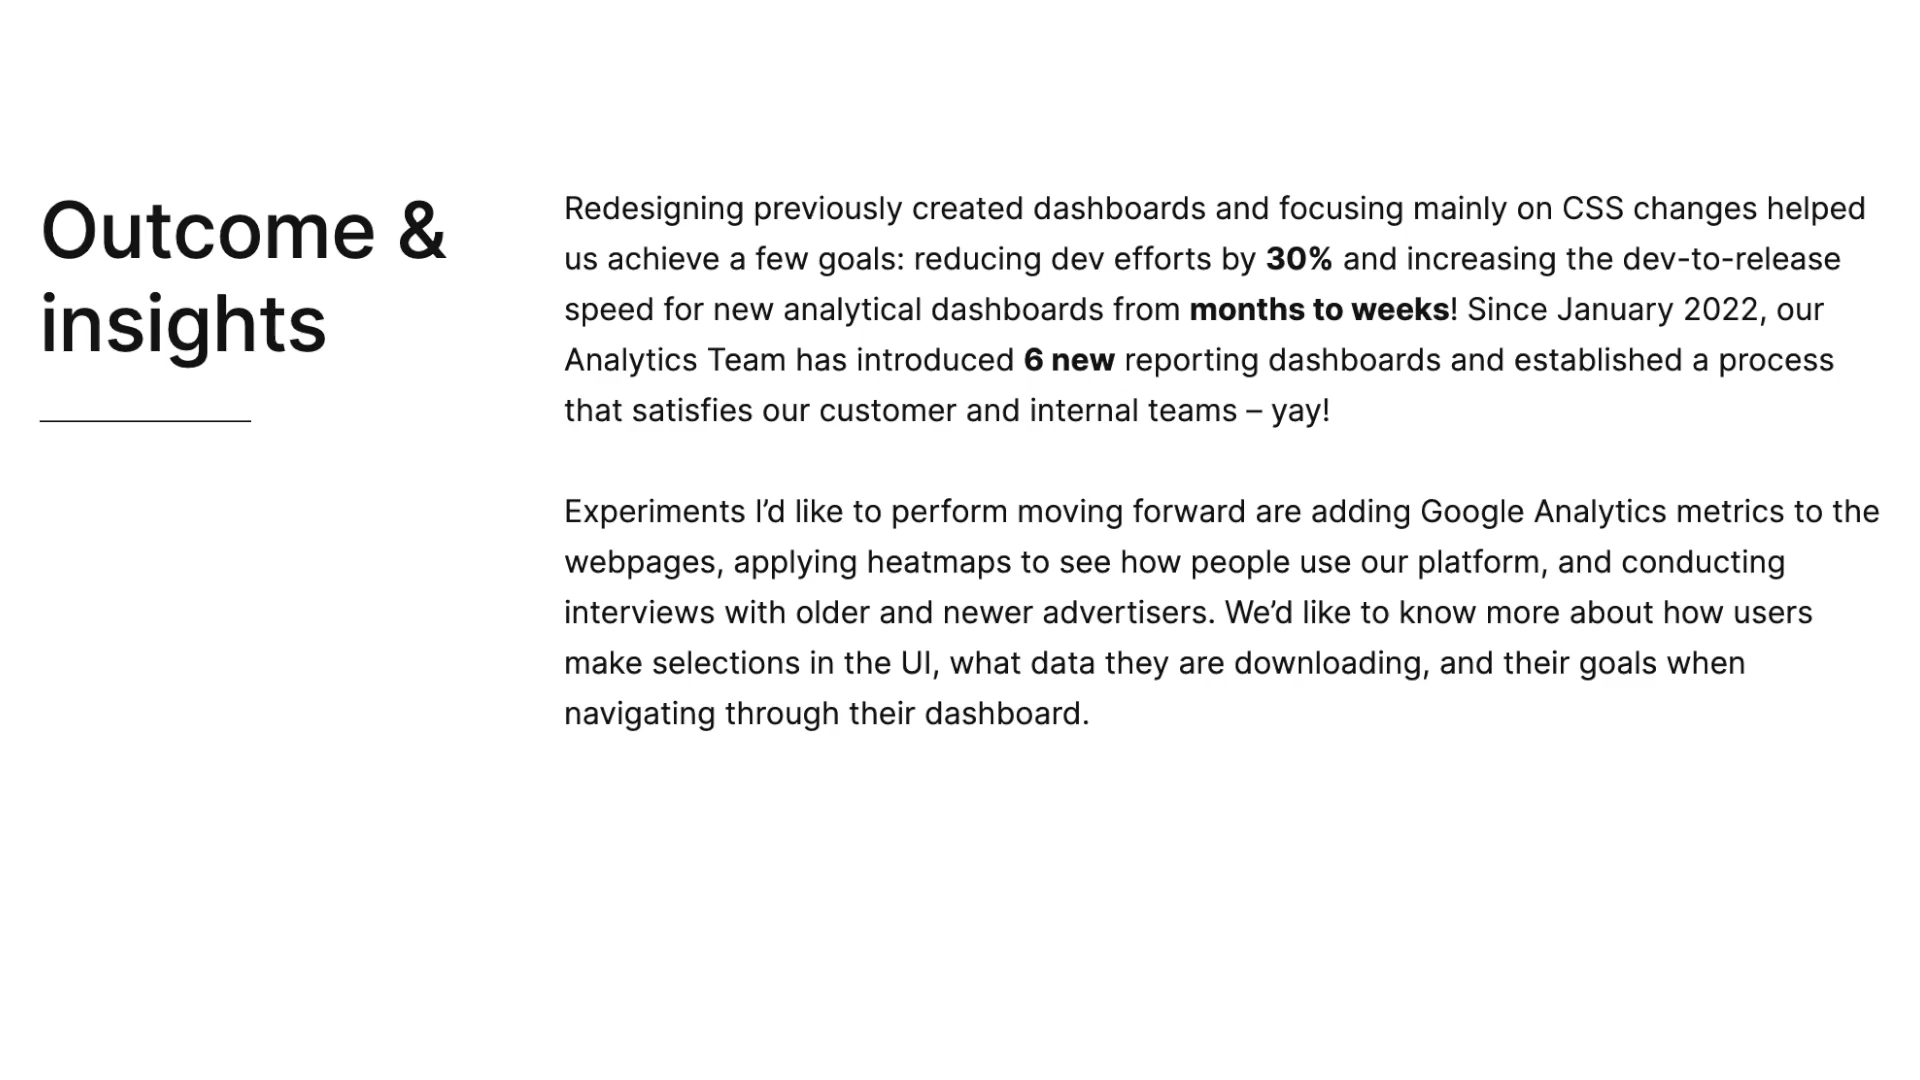 Outcome &
insights
Redesigning previously created dashboards and focusing mainly on CSS changes helped
us achieve a few goals: reducing dev efforts by 30% and increasing the dev-to-release
speed for new analytical dashboards from months to weeks! Since January 2022, our
Analytics Team has introduced 6 new reporting dashboards and established a process
that satisfies our customer and internal teams – yay!
Experiments I’d like to perform moving forward are adding Google Analytics metrics to the
webpages, applying heatmaps to see how people use our platform, and conducting
interviews with older and newer advertisers. We’d like to know more about how users
make selections in the UI, what data they are downloading, and their goals when
navigating through their dashboard.